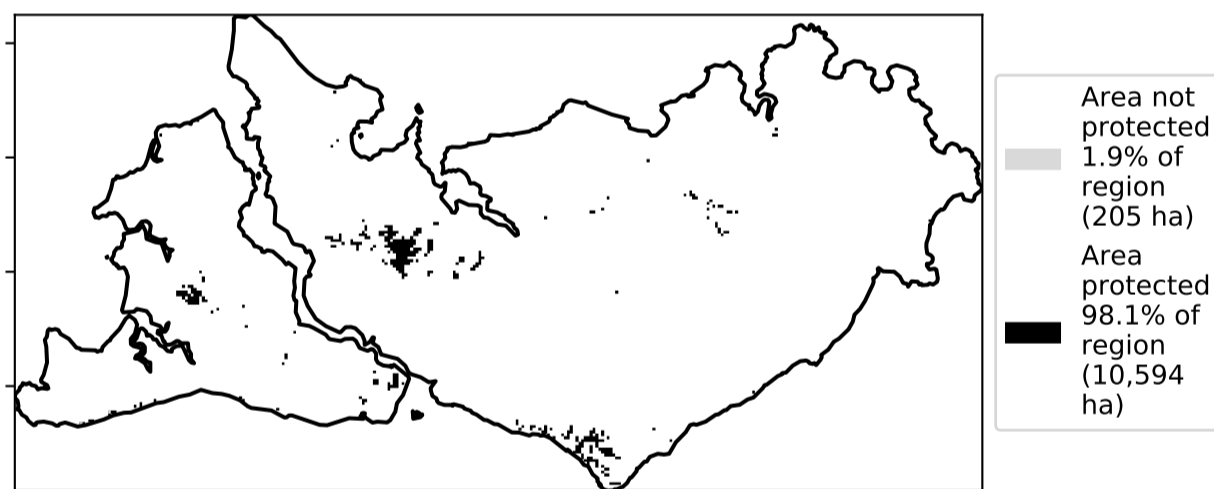 Area not
protected
1.9% of
region
(205 ha)
Area
protected
98.1% of
region
(10,594
ha)